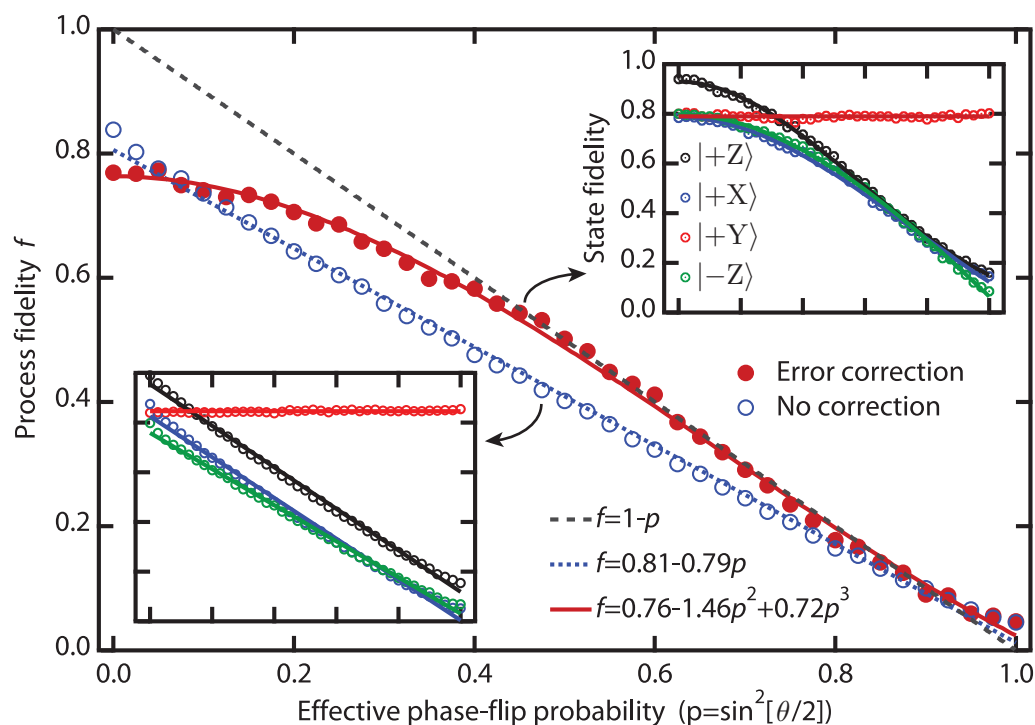 1.0
0.8
0.6
0.4
0.2
0.0
Process fidelity f
0.0
0.2
0.4
0.6
0.8
1.0
Effective phase-flip probability (p=sin²[θ/2])
1.0
0.8
0.6
0.4
0.2
0.0
State fidelity
|+Z⟩
|+X⟩
|+Y⟩
|−Z⟩
Error correction
No correction
f=1-p
f=0.81-0.79p
f=0.76-1.46p²+0.72p³